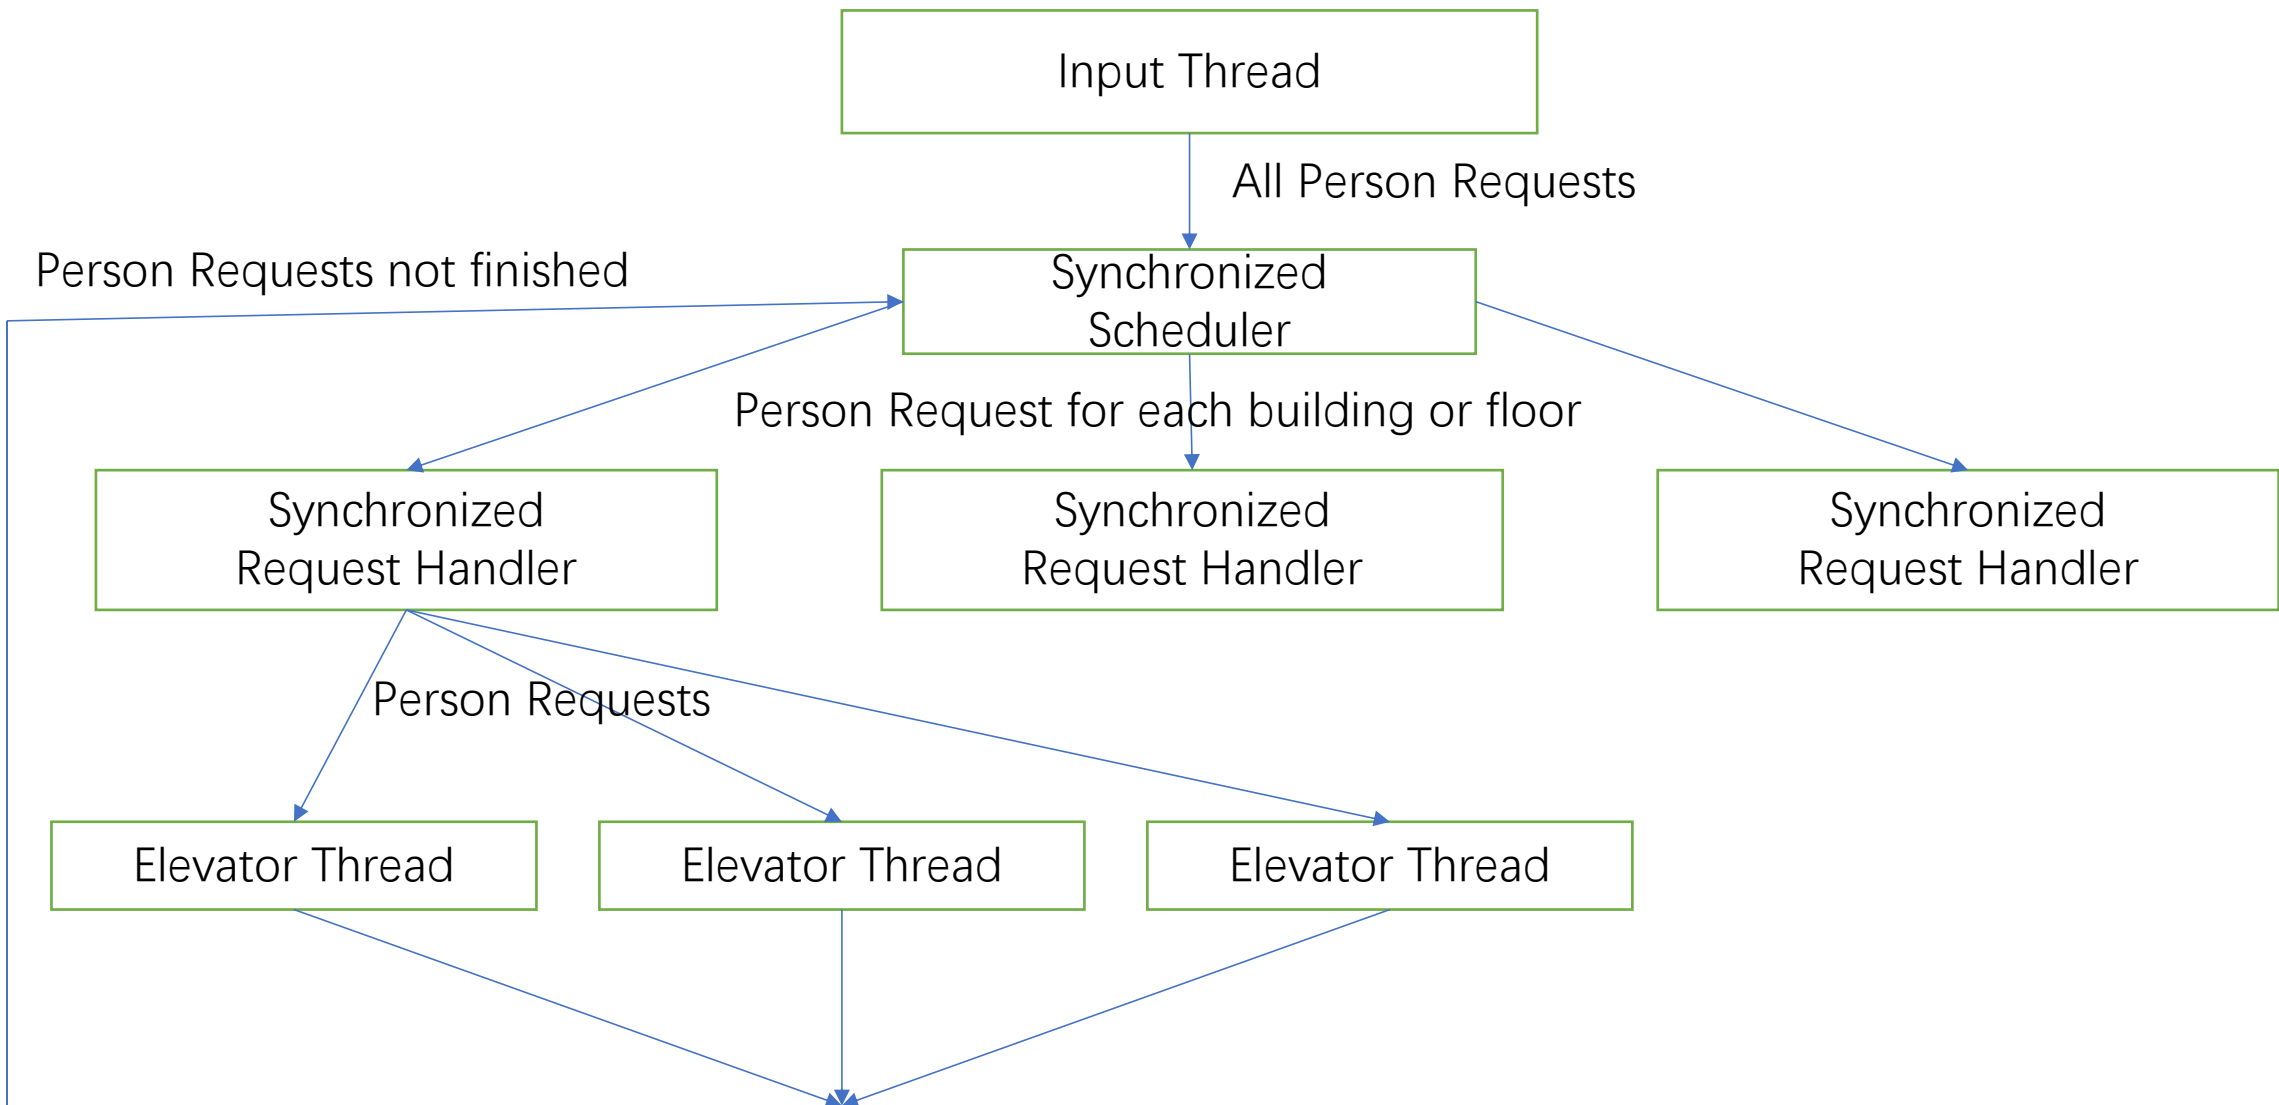 Input Thread
All Person Requests
Person Requests not finished
Synchronized
Scheduler
Person Request for each building or floor
Synchronized
Request Handler
Synchronized
Request Handler
Synchronized
Request Handler
Person Requests
Elevator Thread
Elevator Thread
Elevator Thread